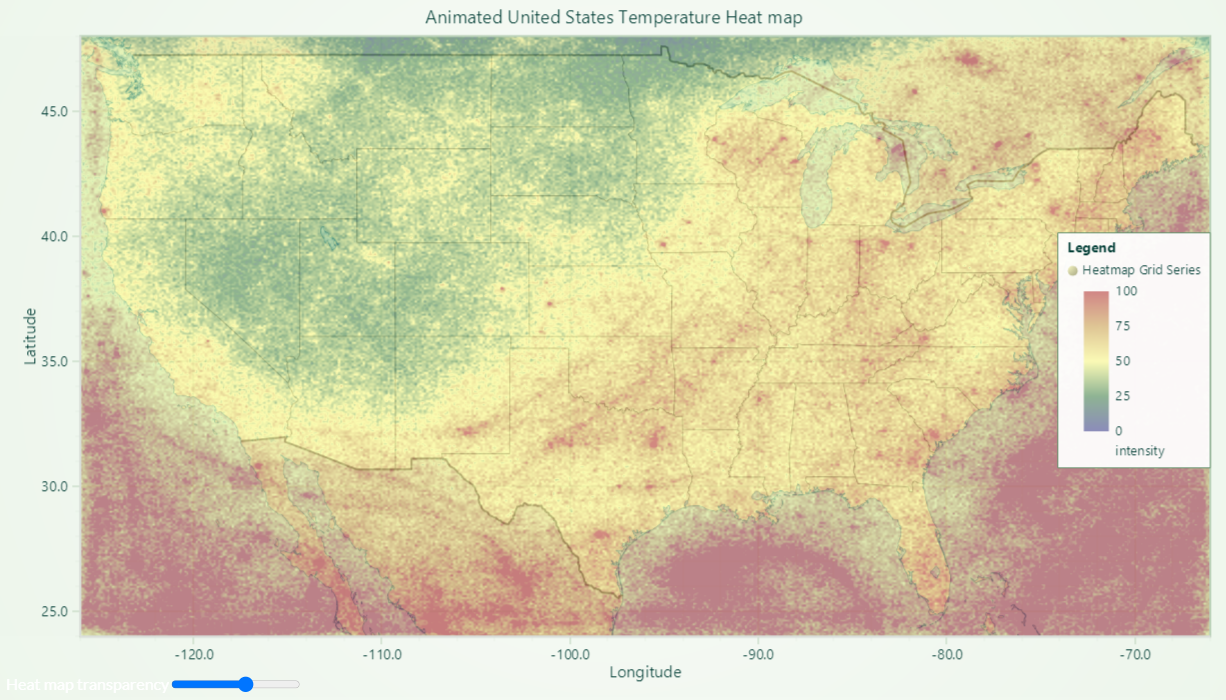 Animated United States Temperature Heat map
Latitude
45.0
40.0
35.0
30.0
25.0
Legend
Heatmap Grid Series
100
75
50
25
0
intensity
-120.0
-110.0
-100.0
-90.0
-80.0
-70.0
Longitude
Heat map transparency